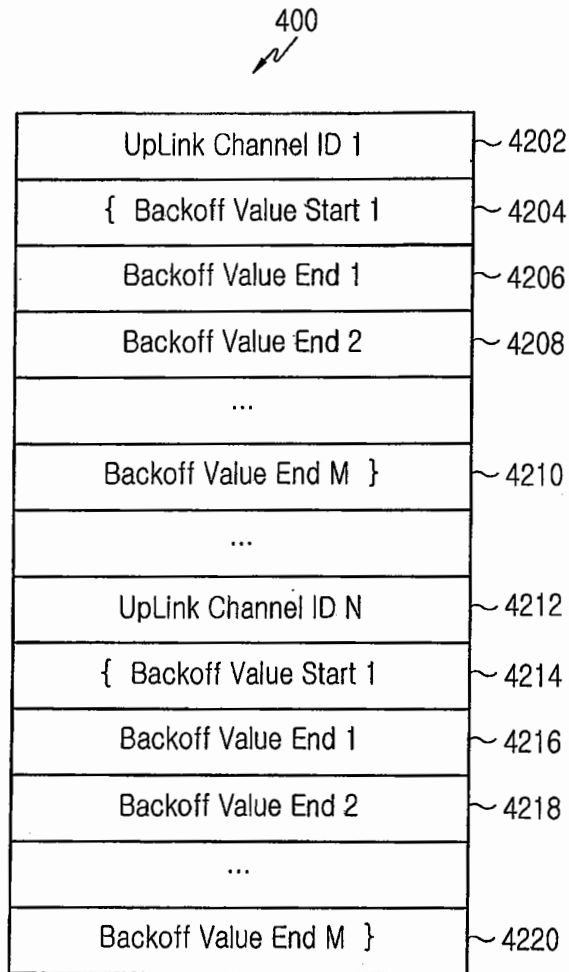 400
UpLink Channel ID 1 4202
{ Backoff Value Start 1 4204
Backoff Value End 1 4206
Backoff Value End 2 4208
...
Backoff Value End M } 4210
...
UpLink Channel ID N 4212
{ Backoff Value Start 1 4214
Backoff Value End 1 4216
Backoff Value End 2 4218
...
Backoff Value End M } 4220